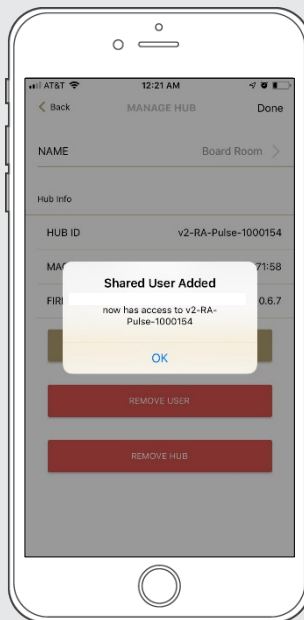 AT&T 12:21 AM
Back MANAGE HUB Done
NAME Board Room
Hub Info
HUB ID v2-RA-Pulse-1000154
71:58
0.6.7
Shared User Added
now has access to v2-RA-
Pulse-1000154
OK
REMOVE USER
REMOVE HUB